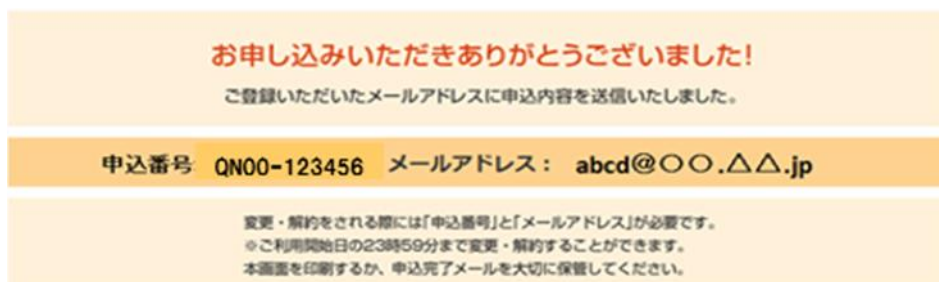 お申し込みいただきありがとうございました!
ご登録いただいたメールアドレスに申込内容を送信いたしました。
申込番号 QN00-123456 メールアドレス： abcd@〇〇.△△.jp
変更・解約をされる際には「申込番号」と「メールアドレス」が必要です。
※ご利用開始日の23時59分まで変更・解約することができます。
本画面を印刷するか、申込完了メールを大切に保管してください。